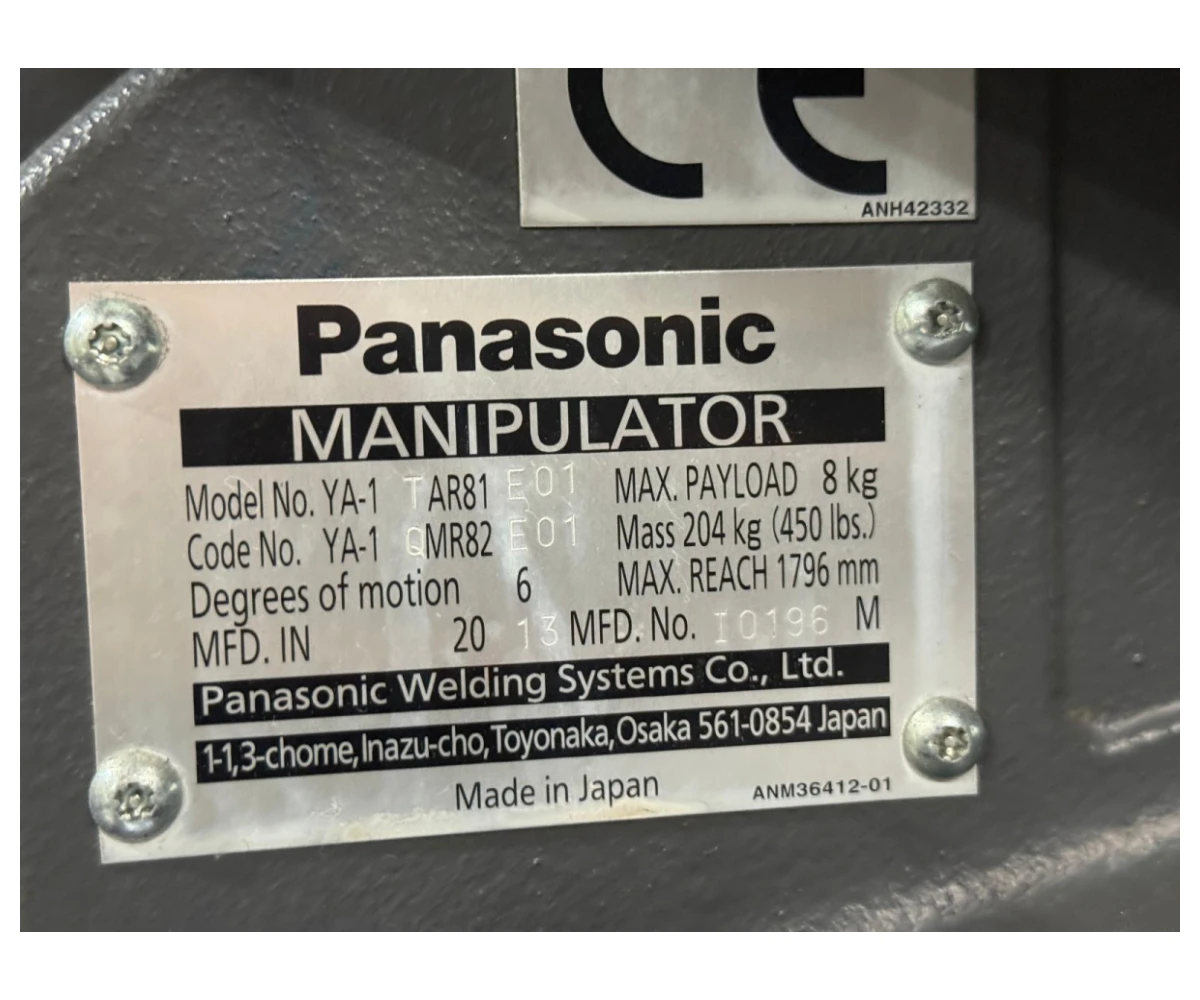 CE
ANH42332
Panasonic
MANIPULATOR
Model No. YA-1 TAR81 E01 MAX. PAYLOAD 8 kg
Code No. YA-1 QMR82 E01 Mass 204 kg (450 lbs.)
Degrees of motion 6 MAX. REACH 1796 mm
MFD. IN 20 13 MFD. No. I0196 M
Panasonic Welding Systems Co., Ltd.
1-1,3-chome,Inazu-cho,Toyonaka,Osaka 561-0854 Japan
Made in Japan ANM36412-01